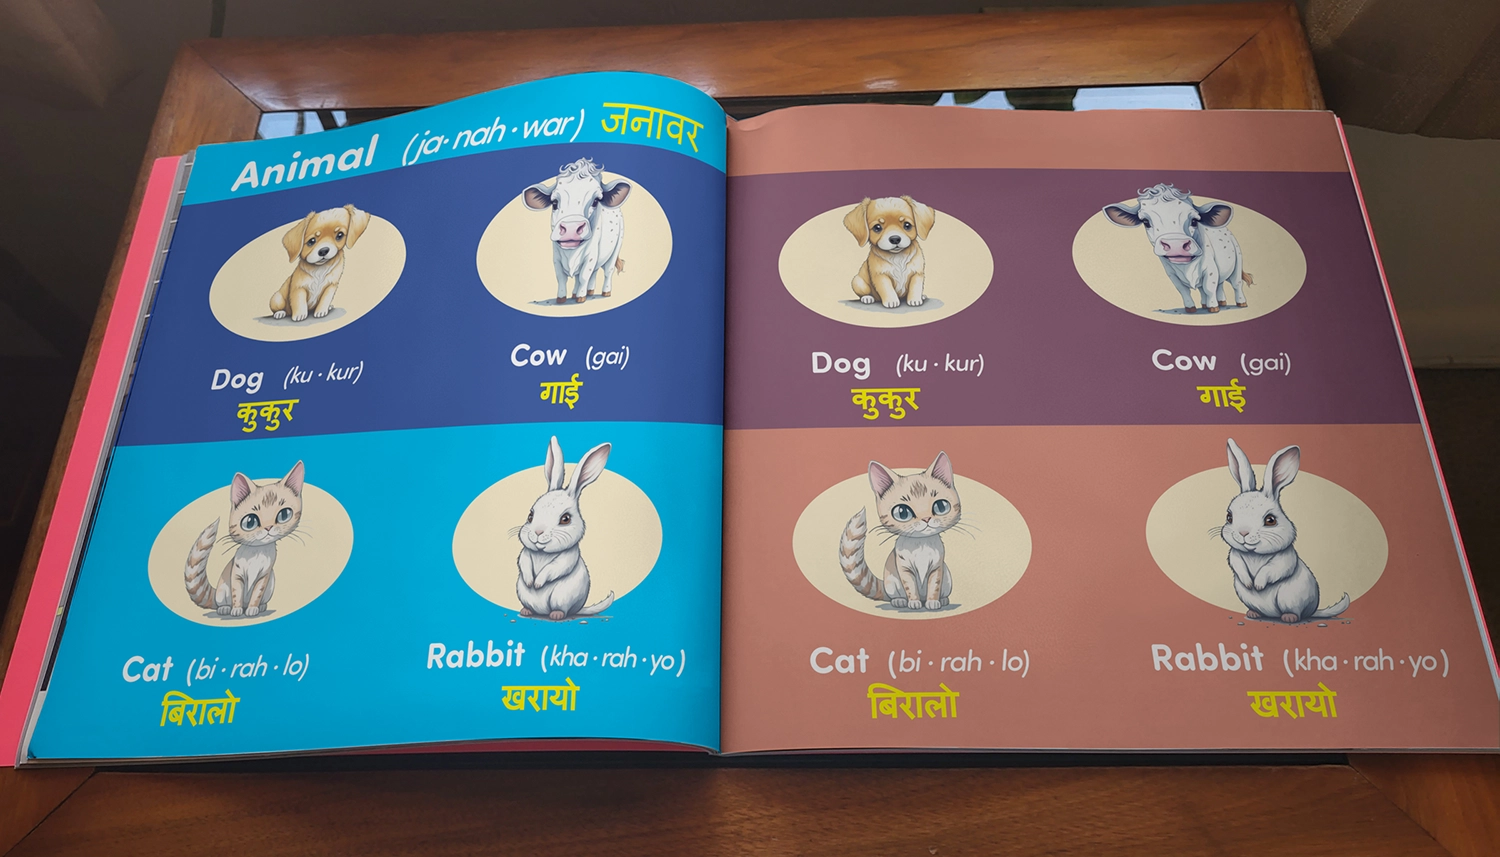 Animal (ja·nah·war) जनावर
Dog (ku·kur)
कुकुर
Cow (gai)
गाई
Cat (bi·rah·lo)
बिरालो
Rabbit (kha·rah·yo)
खरायो
Dog (ku·kur)
कुकुर
Cow (gai)
गाई
Cat (bi·rah·lo)
बिरालो
Rabbit (kha·rah·yo)
खरायो